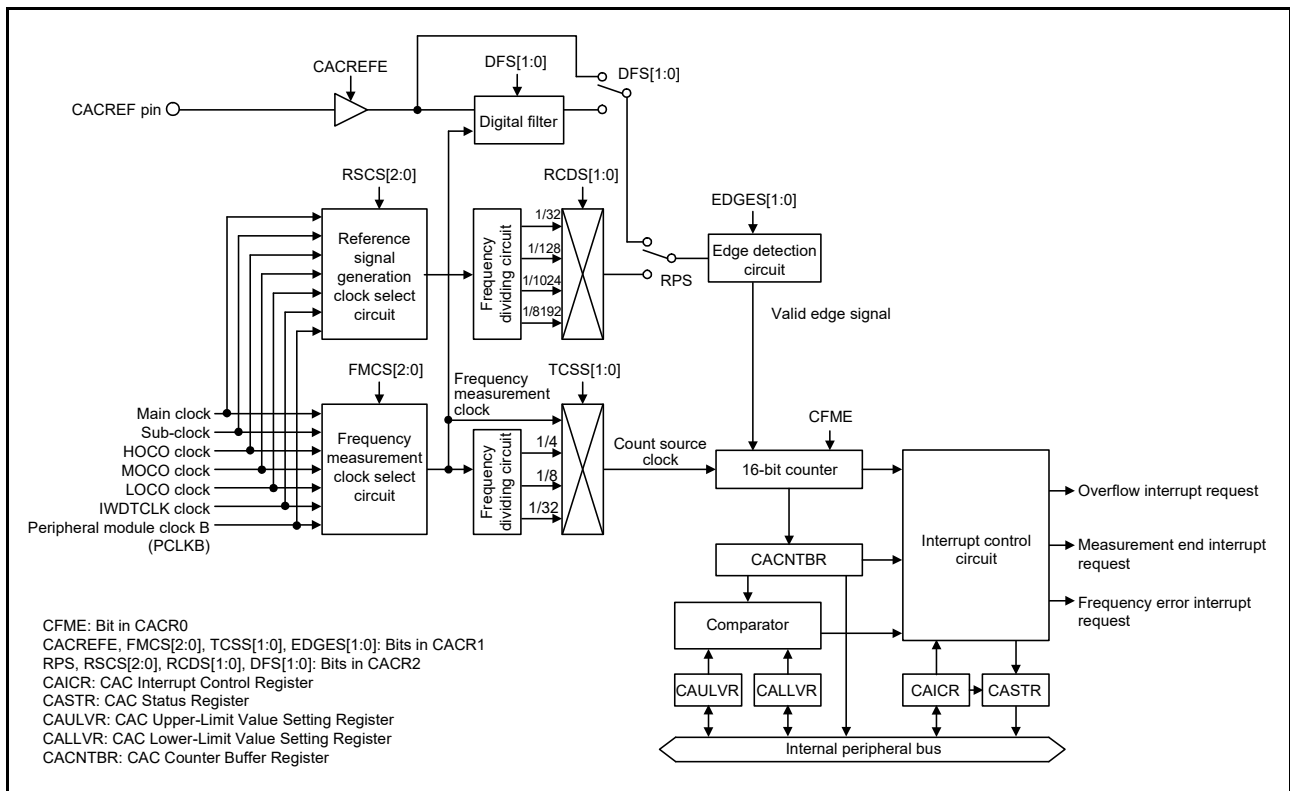 CACREFE
DFS[1:0]
DFS[1:0]
CACREF pin
Digital filter
RSCS[2:0]
RCDS[1:0]
EDGES[1:0]
Reference
signal
generation
clock select
circuit
Frequency
dividing circuit
1/32
1/128
1/1024
1/8192
RPS
Edge detection
circuit
Valid edge signal
FMCS[2:0]
Frequency
measurement
clock
TCSS[1:0]
Main clock
Sub-clock
HOCO clock
MOCO clock
LOCO clock
IWDTCLK clock
Peripheral module clock B
(PCLKB)
Frequency
measurement
clock select
circuit
Frequency
dividing circuit
1/4
1/8
1/32
Count source
clock
CFME
16-bit counter
CACNTBR
Comparator
CAULVR
CALLVR
Interrupt control
circuit
CAICR
CASTR
Overflow interrupt request
Measurement end interrupt
request
Frequency error interrupt
request
Internal peripheral bus
CFME: Bit in CACR0
CACREFE, FMCS[2:0], TCSS[1:0], EDGES[1:0]: Bits in CACR1
RPS, RSCS[2:0], RCDS[1:0], DFS[1:0]: Bits in CACR2
CAICR: CAC Interrupt Control Register
CASTR: CAC Status Register
CAULVR: CAC Upper-Limit Value Setting Register
CALLVR: CAC Lower-Limit Value Setting Register
CACNTBR: CAC Counter Buffer Register